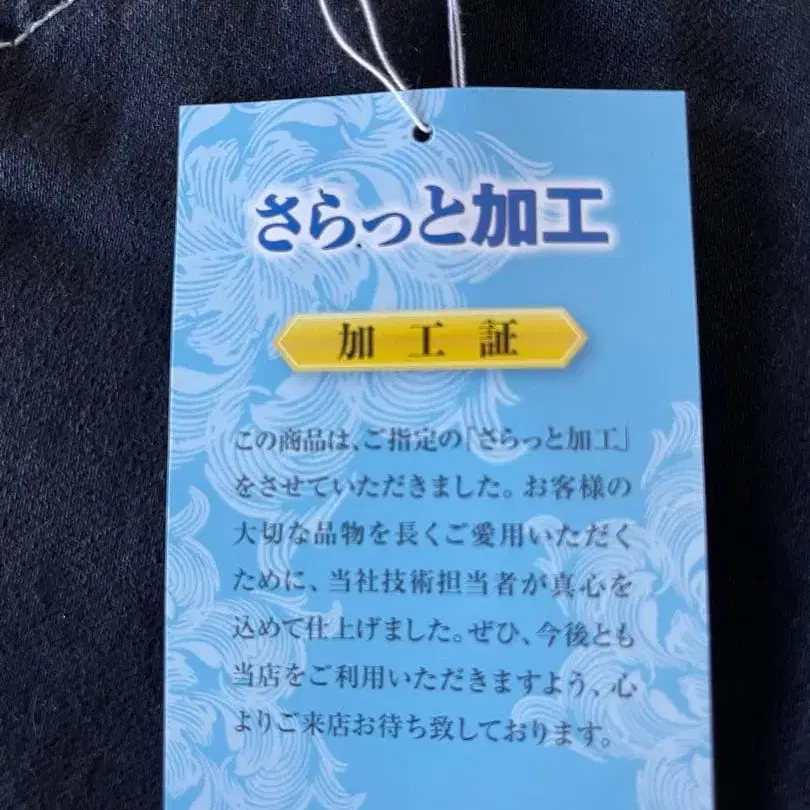 さらっと加工
加工証
この商品は、ご指定の「さらっと加工」
をさせていただきました。お客様の
大切な品物を長くご愛用いただく
ために、当社技術担当者が真心を
込めて仕上げました。ぜひ、今後とも
当店をご利用いただきますよう、心
よりご来店お待ち致しております。